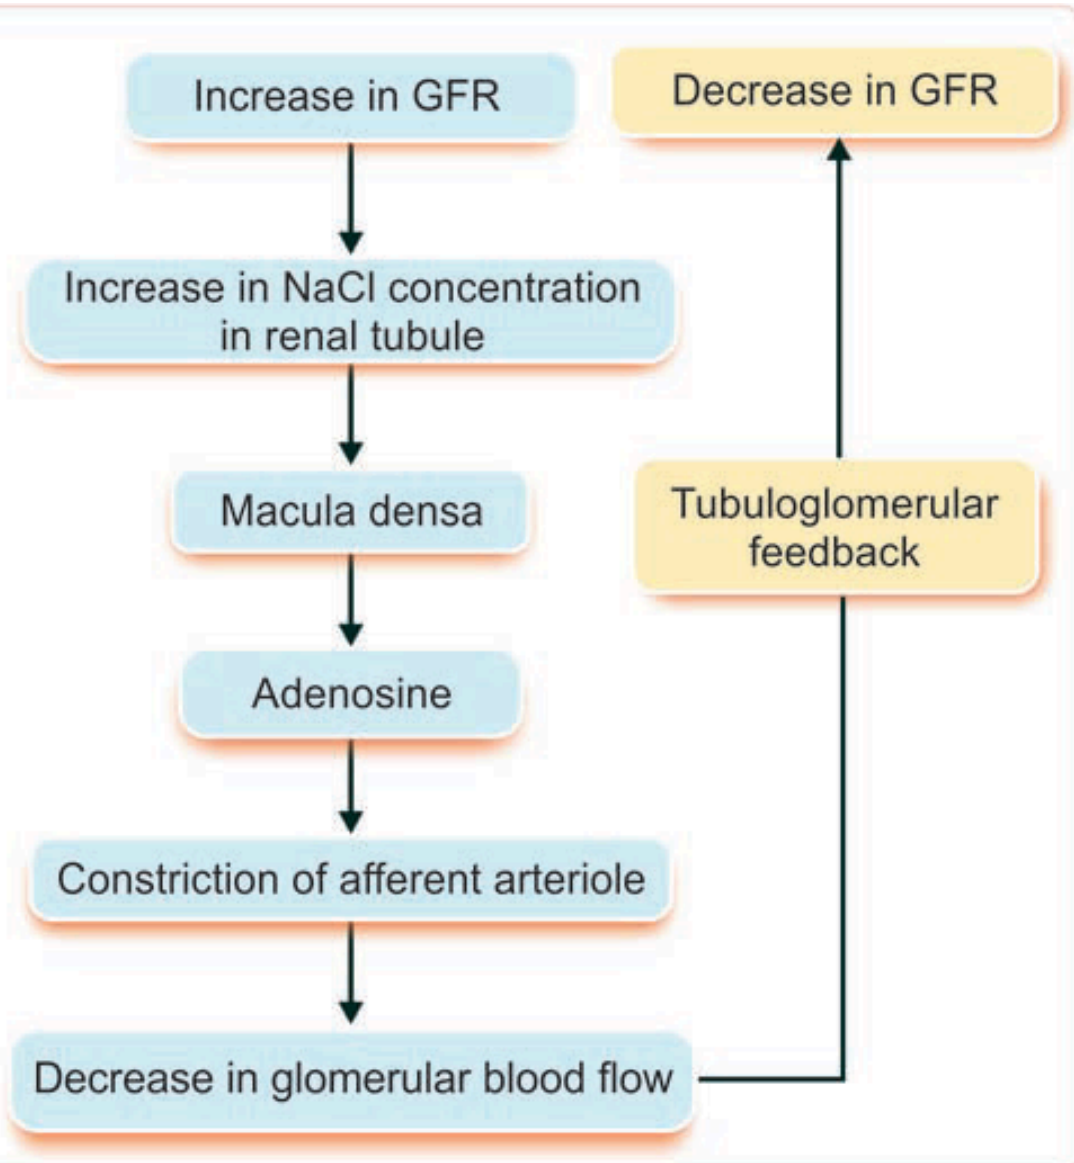 Increase in GFR
Decrease in GFR
Increase in NaCl concentration
in renal tubule
Macula densa
Tubuloglomerular
feedback
Adenosine
Constriction of afferent arteriole
Decrease in glomerular blood flow